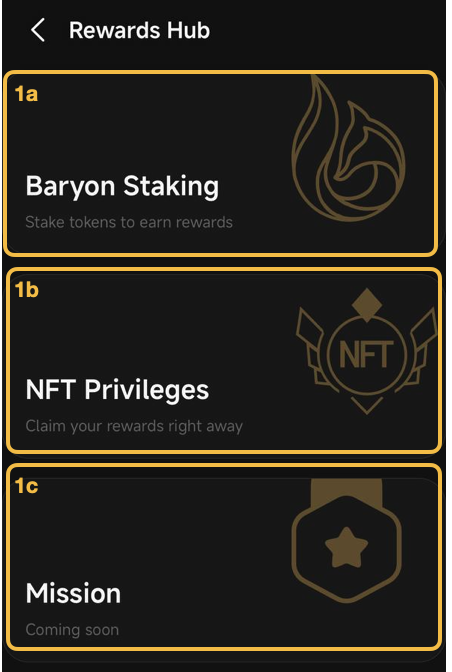 Rewards Hub
1a
Baryon Staking
Stake tokens to earn rewards
1b
NFT
NFT Privileges
Claim your rewards right away
1c
Mission
Coming soon